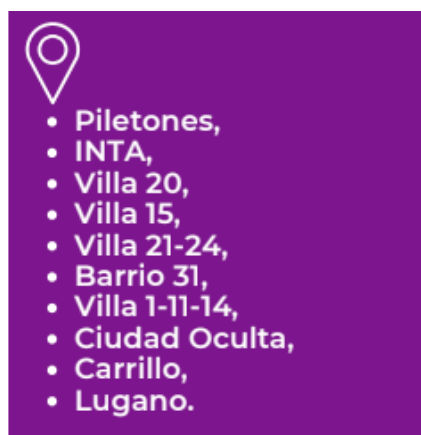 • Piletones,
• INTA,
• Villa 20,
• Villa 15,
• Villa 21-24,
• Barrio 31,
• Villa 1-11-14,
• Ciudad Oculta,
• Carrillo,
• Lugano.